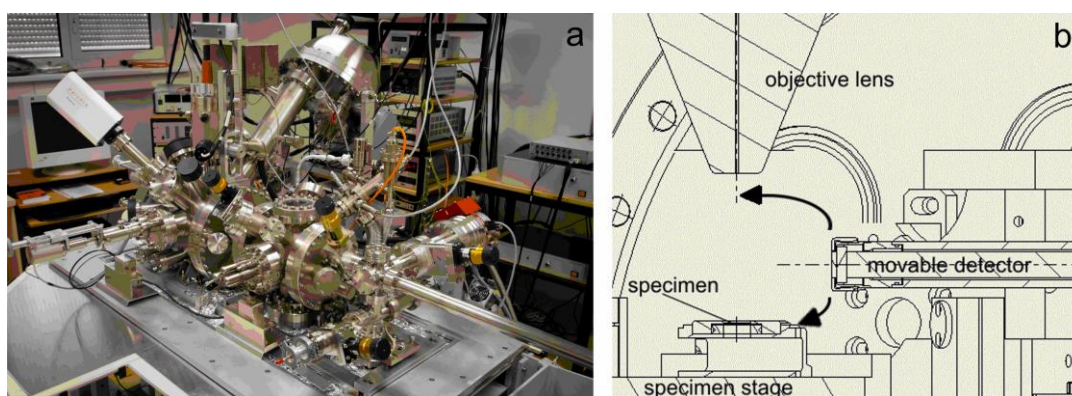 a
b
objective lens
movable detector
specimen
specimen stage